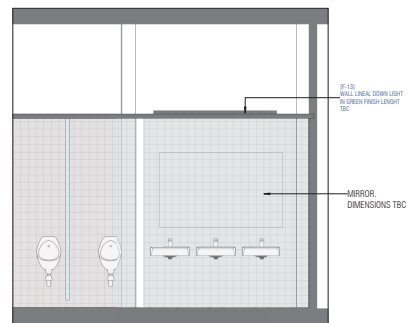 [F-13]
WALL LINEAL DOWN LIGHT
IN GREEN FINISH LENGHT
TBC
MIRROR.
DIMENSIONS TBC